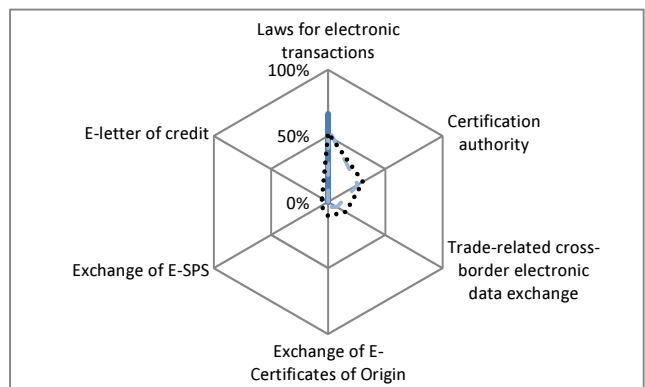 Laws for electronic
transactions
100%
E-letter of credit
50%
Certification
authority
0%
Exchange of E-SPS
Trade-related cross-
border electronic
data exchange
Exchange of E-
Certificates of Origin